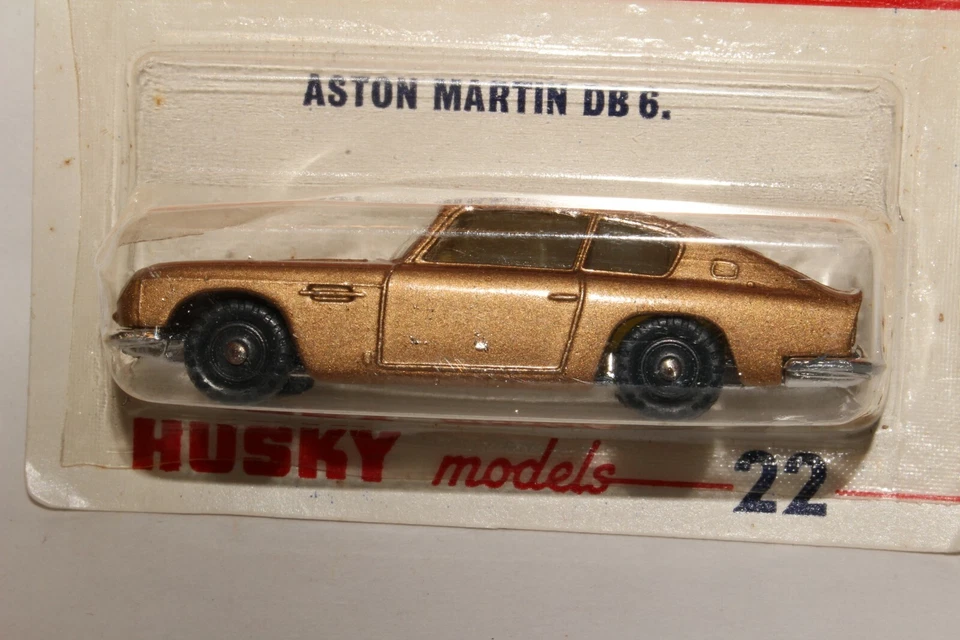 ASTON MARTIN DB 6.
HUSKY models 22